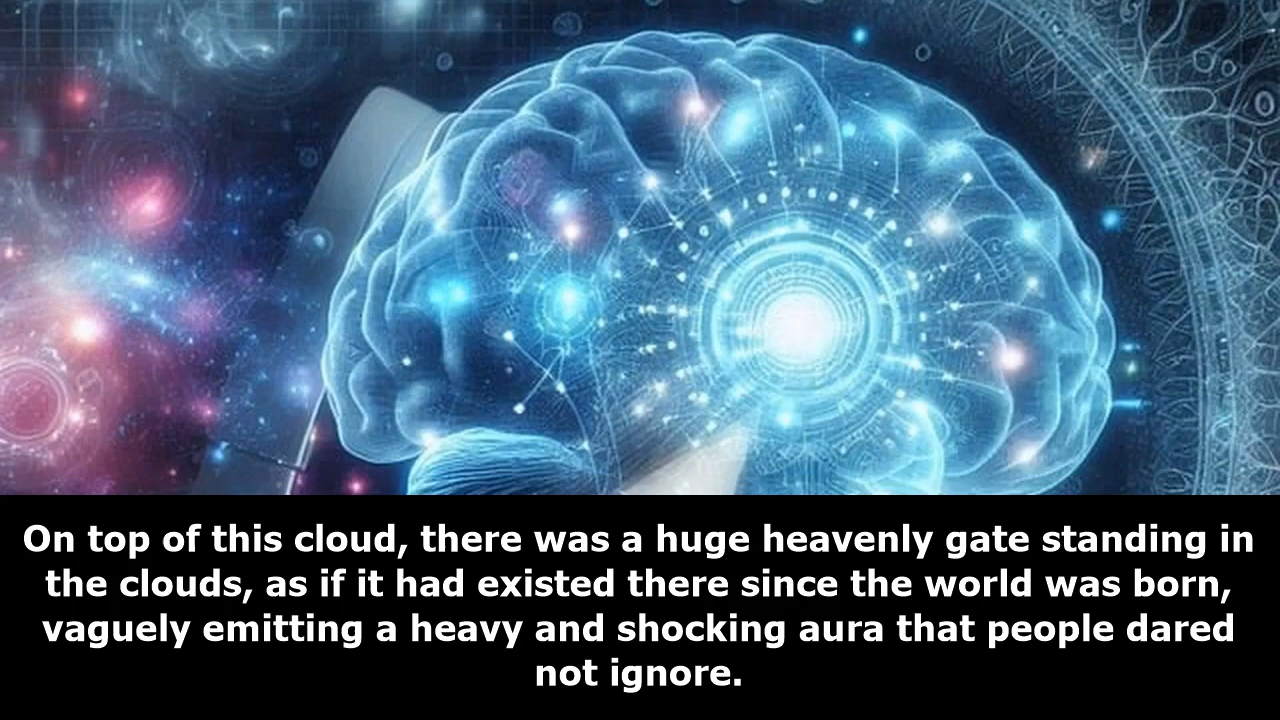 On top of this cloud, there was a huge heavenly gate standing in
the clouds, as if it had existed there since the world was born,
vaguely emitting a heavy and shocking aura that people dared
not ignore.